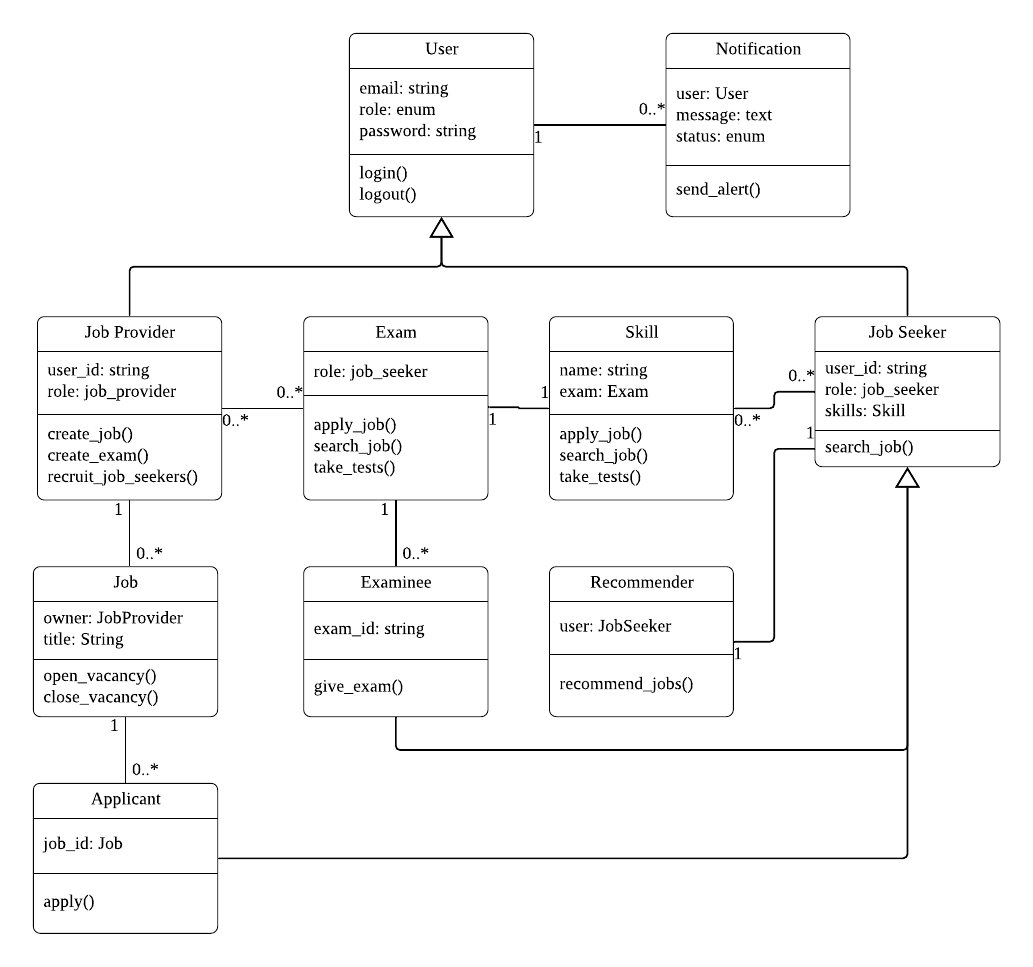 User
email: string
role: enum
password: string
login()
logout()
Notification
user: User
message: text
status: enum
send_alert()
0..*
1
Job Provider
user_id: string
role: job_provider
create_job()
create_exam()
recruit_job_seekers()
0..*
0..*
Exam
role: job_seeker
apply_job()
search_job()
take_tests()
1
1
Skill
name: string
exam: Exam
apply_job()
search_job()
take_tests()
0..*
0..*
1
Job Seeker
user_id: string
role: job_seeker
skills: Skill
search_job()
1
0..*
1
0..*
Job
owner: JobProvider
title: String
open_vacancy()
close_vacancy()
Examinee
exam_id: string
give_exam()
Recommender
user: JobSeeker
recommend_jobs()
1
1
0..*
Applicant
job_id: Job
apply()